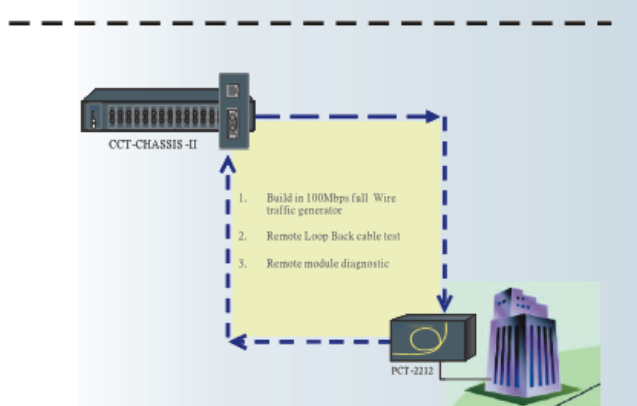 CCT-CHASSIS -II
1. Build in 100Mbps full Wire
traffic generator
2. Remote Loop Back cable test
3. Remote module diagnostic
PCT-2212